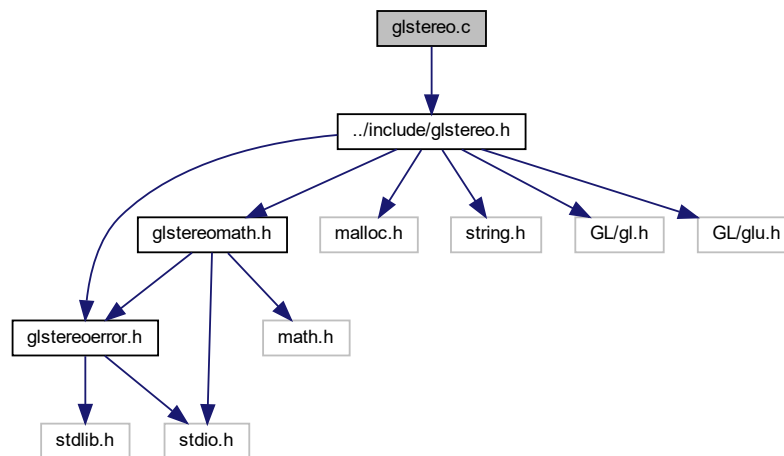 glstereo.c
../include/glstereo.h
glstereomath.h
malloc.h
string.h
GL/gl.h
GL/glu.h
glstereoerror.h
math.h
stdlib.h
stdio.h